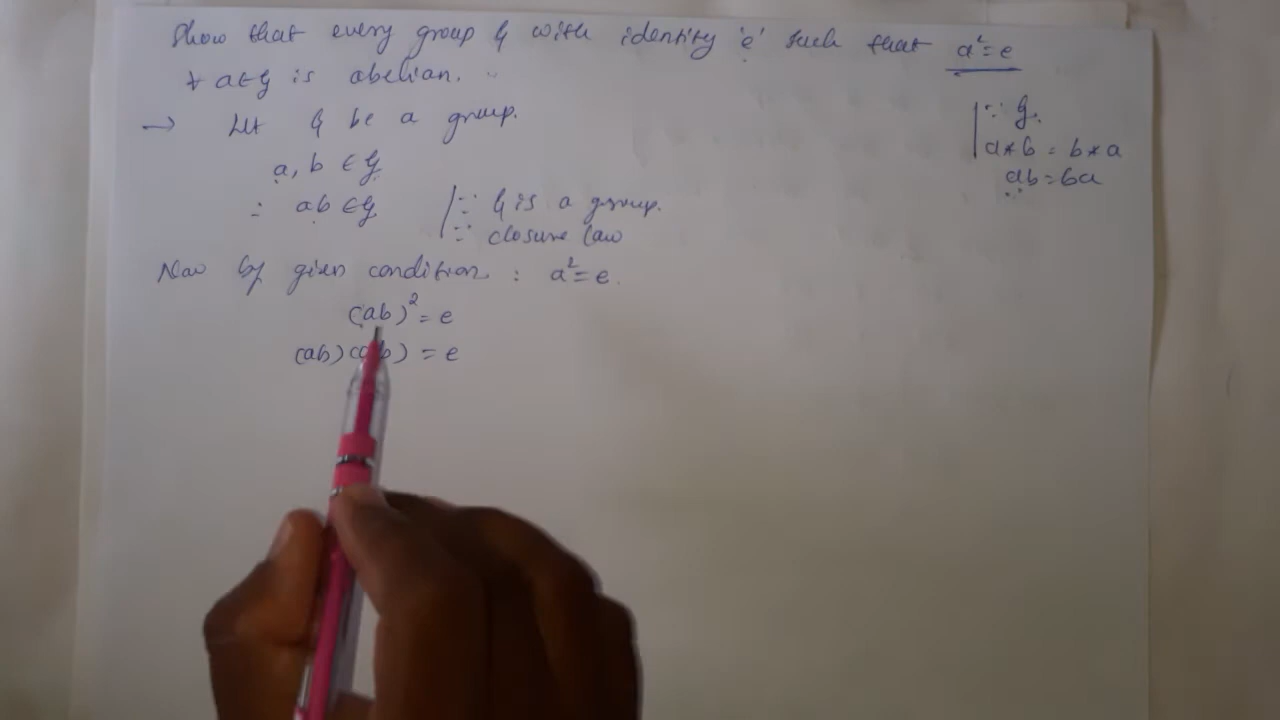 Show that every group G with identity 'e' such that a²=e
∀ a∈G is abelian.
→ Let G be a group.
a, b ∈ G
∴ ab ∈ G
∵ G is a group.
∵ closure law
∵ G.
a*b = b*a
ab = ba
Now by given condition : a²=e.
(ab)² = e
(ab)(ab) = e